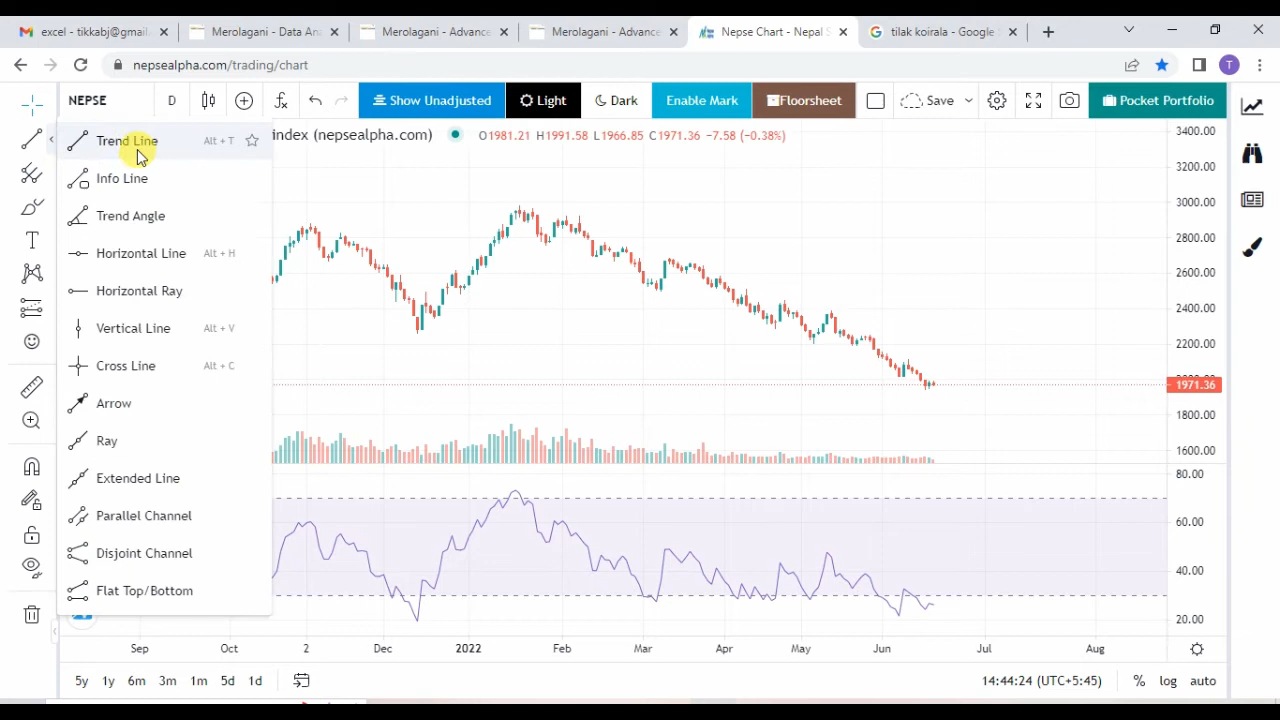 excel - tikkabj@gmail.
Merolagani - Data An
Merolagani - Advance
Merolagani - Advance
Nepse Chart - Nepal S
tilak koirala - Google
nepsealpha.com/trading/chart
T
NEPSE
D
Show Unadjusted
Light
Dark
Enable Mark
Floorsheet
Save
Pocket Portfolio
index (nepsealpha.com)
O1981.21 H1991.58 L1966.85 C1971.36 -7.58 (-0.38%)
Trend Line Alt + T
Info Line
Trend Angle
Horizontal Line Alt + H
Horizontal Ray
Vertical Line Alt + V
Cross Line Alt + C
Arrow
Ray
Extended Line
Parallel Channel
Disjoint Channel
Flat Top/Bottom
3400.00
3200.00
3000.00
2800.00
2600.00
2400.00
2200.00
1971.36
1800.00
1600.00
80.00
60.00
40.00
20.00
Sep Oct 2 Dec 2022 Feb Mar Apr May Jun Jul Aug
5y 1y 6m 3m 1m 5d 1d
14:44:24 (UTC+5:45)
% log auto